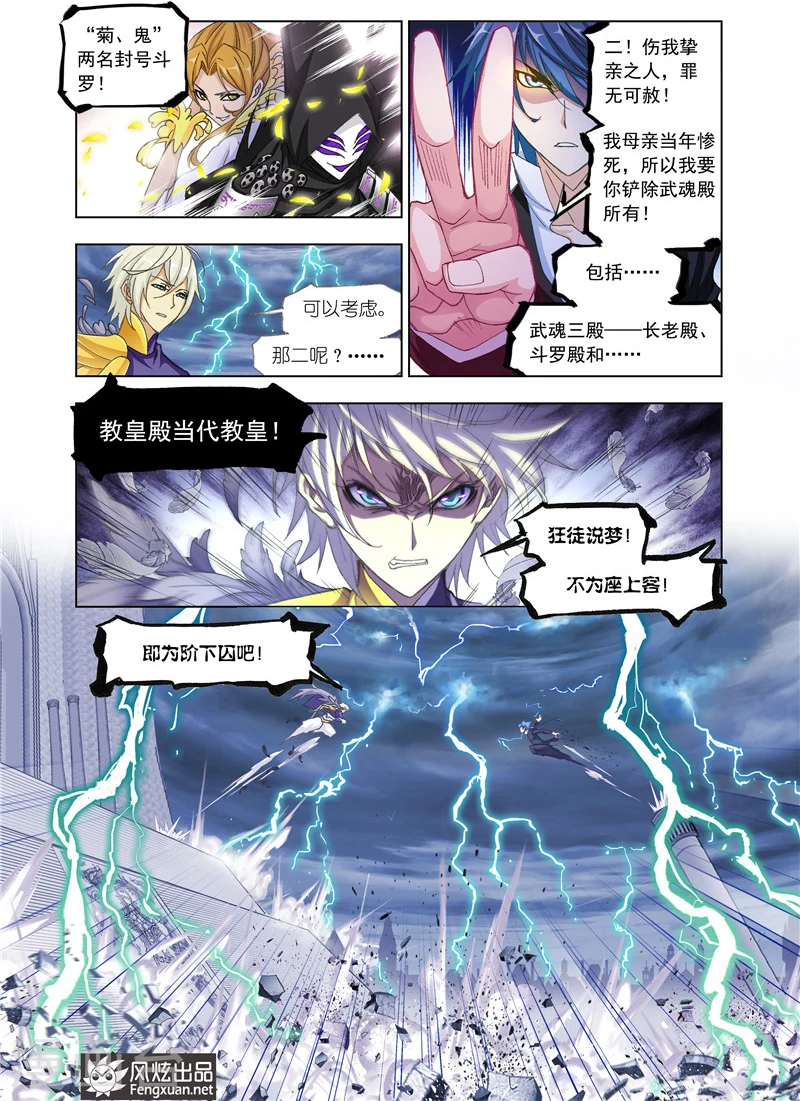 “菊、鬼”
两名封号斗
罗！
可以考虑。
那二呢？……
二！伤我挚
亲之人，罪
无可赦！
我母亲当年惨
死，所以我要
你铲除武魂殿
所有！
包括……
武魂三殿——长老殿、
斗罗殿和……
教皇殿当代教皇！
狂徒说梦！
不为座上客！
即为阶下囚吧！
风炫出品
Fengxuan.net